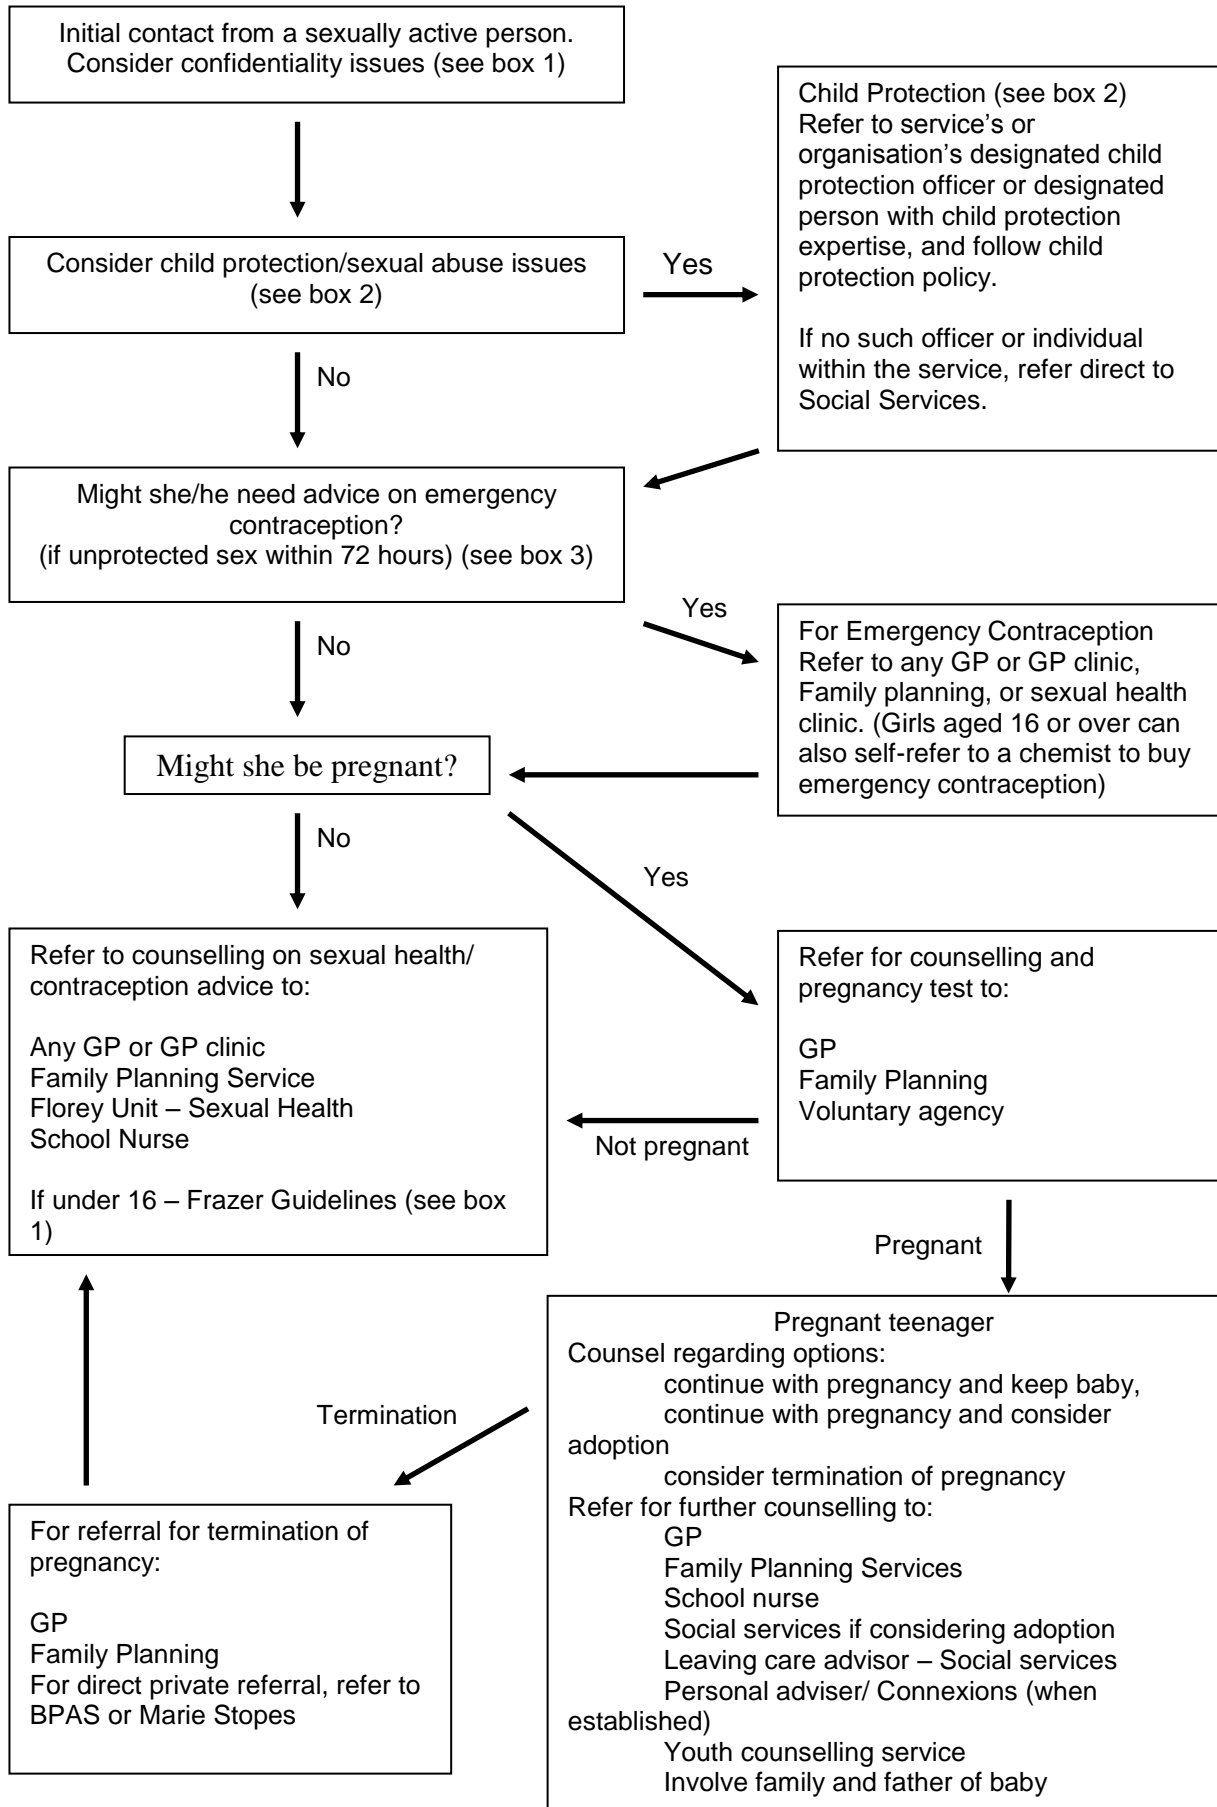 Initial contact from a sexually active person.
Consider confidentiality issues (see box 1)
Child Protection (see box 2)
Refer to service’s or
organisation’s designated child
protection officer or designated
person with child protection
expertise, and follow child
protection policy.
If no such officer or individual
within the service, refer direct to
Social Services.
Consider child protection/sexual abuse issues
(see box 2)
Yes
No
Might she/he need advice on emergency
contraception?
(if unprotected sex within 72 hours) (see box 3)
Yes
No
For Emergency Contraception
Refer to any GP or GP clinic,
Family planning, or sexual health
clinic. (Girls aged 16 or over can
also self-refer to a chemist to buy
emergency contraception)
Might she be pregnant?
No
Yes
Refer to counselling on sexual health/
contraception advice to:
Any GP or GP clinic
Family Planning Service
Florey Unit – Sexual Health
School Nurse
If under 16 – Frazer Guidelines (see box
1)
Refer for counselling and
pregnancy test to:
GP
Family Planning
Voluntary agency
Not pregnant
Pregnant
Pregnant teenager
Counsel regarding options:
continue with pregnancy and keep baby,
continue with pregnancy and consider
adoption
consider termination of pregnancy
Refer for further counselling to:
GP
Family Planning Services
School nurse
Social services if considering adoption
Leaving care advisor – Social services
Personal adviser/ Connexions (when
established)
Youth counselling service
Involve family and father of baby
Termination
For referral for termination of
pregnancy:
GP
Family Planning
For direct private referral, refer to
BPAS or Marie Stopes